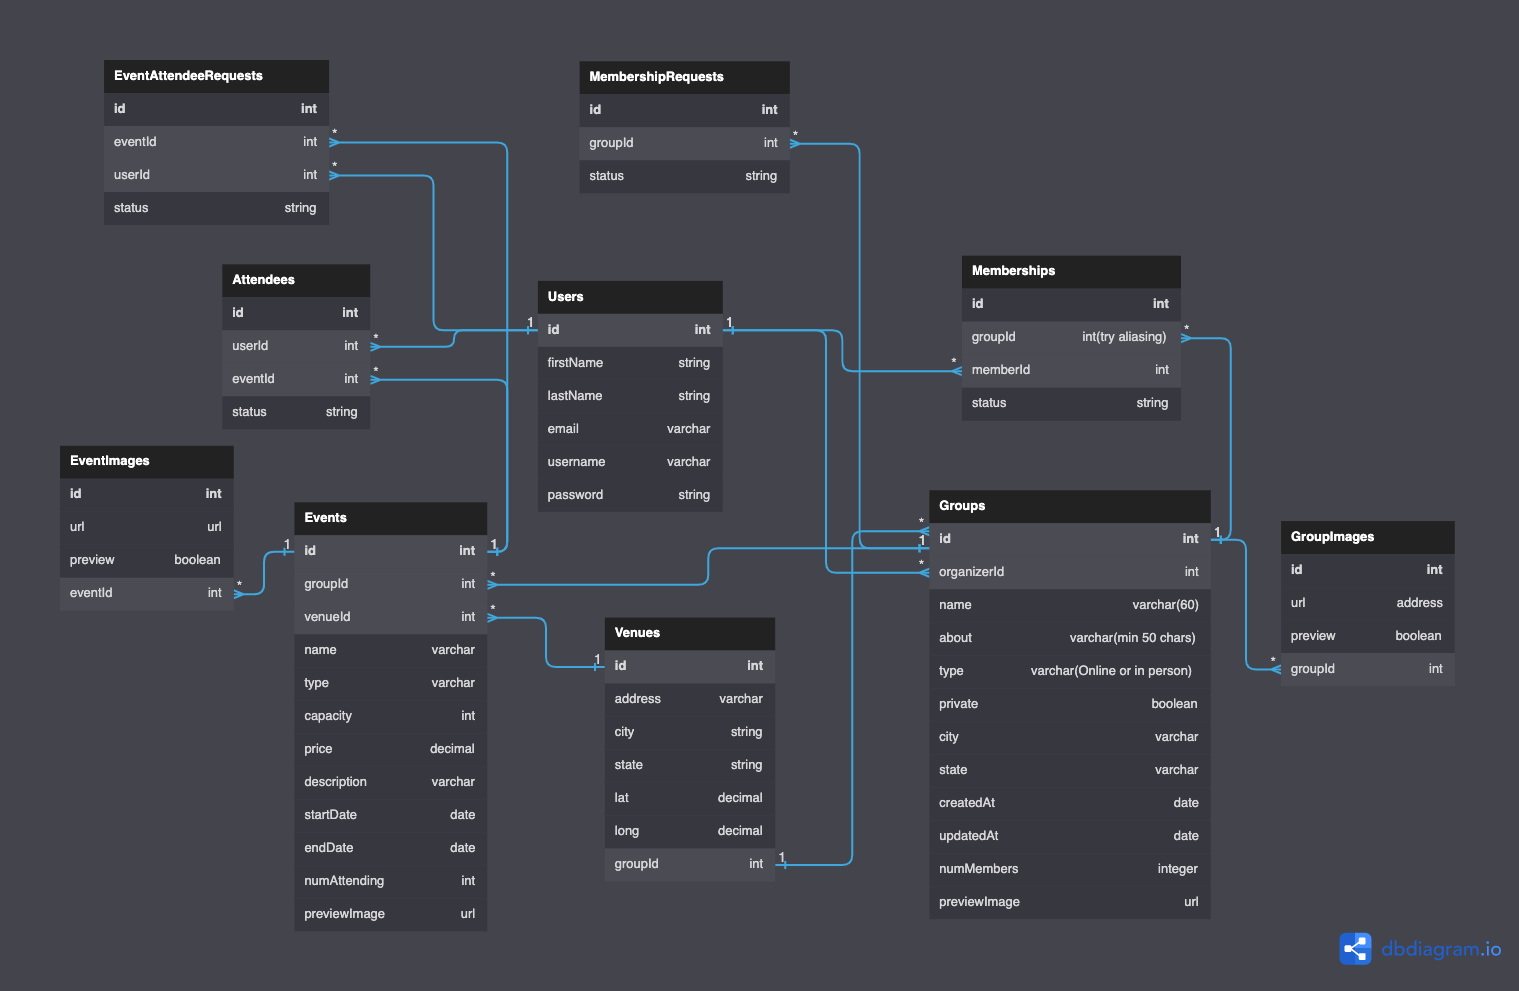 EventAttendeeRequests
id int
eventId int
userId int
status string
MembershipRequests
id int
groupId int
status string
Attendees
id int
userId int
eventId int
status string
Users
id int
firstName string
lastName string
email varchar
username varchar
password string
Memberships
id int
groupId int(try aliasing)
memberId int
status string
EventImages
id int
url url
preview boolean
eventId int
Events
id int
groupId int
venueId int
name varchar
type varchar
capacity int
price decimal
description varchar
startDate date
endDate date
numAttending int
previewImage url
Venues
id int
address varchar
city string
state string
lat decimal
long decimal
groupId int
Groups
id int
organizerId int
name varchar(60)
about varchar(min 50 chars)
type varchar(Online or in person)
private boolean
city varchar
state varchar
createdAt date
updatedAt date
numMembers integer
previewImage url
GroupImages
id int
url address
preview boolean
groupId int
*
*
*
*
*
*
*
*
*
*
*
*
*
1
1
1
1
1
1
1
1
dbdiagram.io